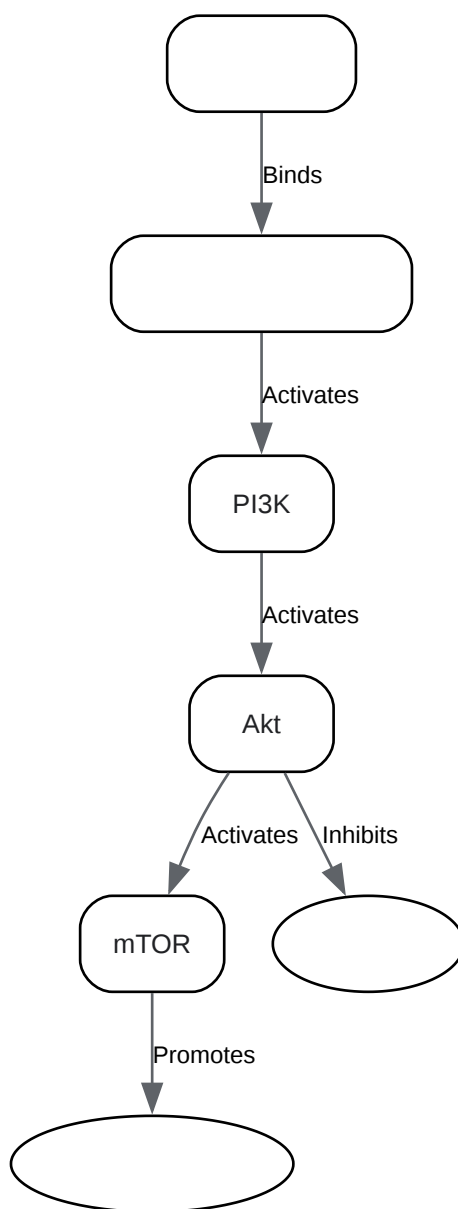 Binds
Activates
PI3K
Activates
Akt
Activates
Inhibits
mTOR
Promotes